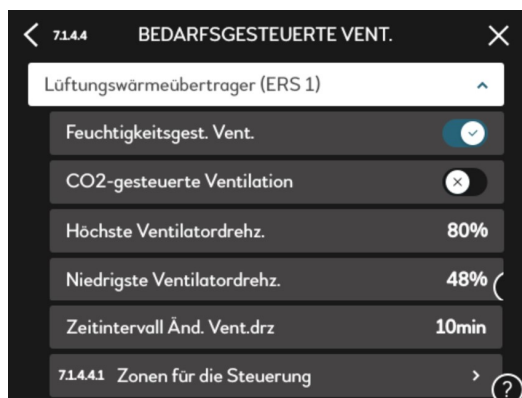 7.1.4.4 BEDARFSGESTEUERTE VENT.
Lüftungswärmeübertrager (ERS 1)
Feuchtigkeitsgest. Vent.
CO2-gesteuerte Ventilation
Höchste Ventilatordrehz. 80%
Niedrigste Ventilatordrehz. 48%
Zeitintervall Änd. Vent.drz 10min
7.1.4.4.1 Zonen für die Steuerung
?